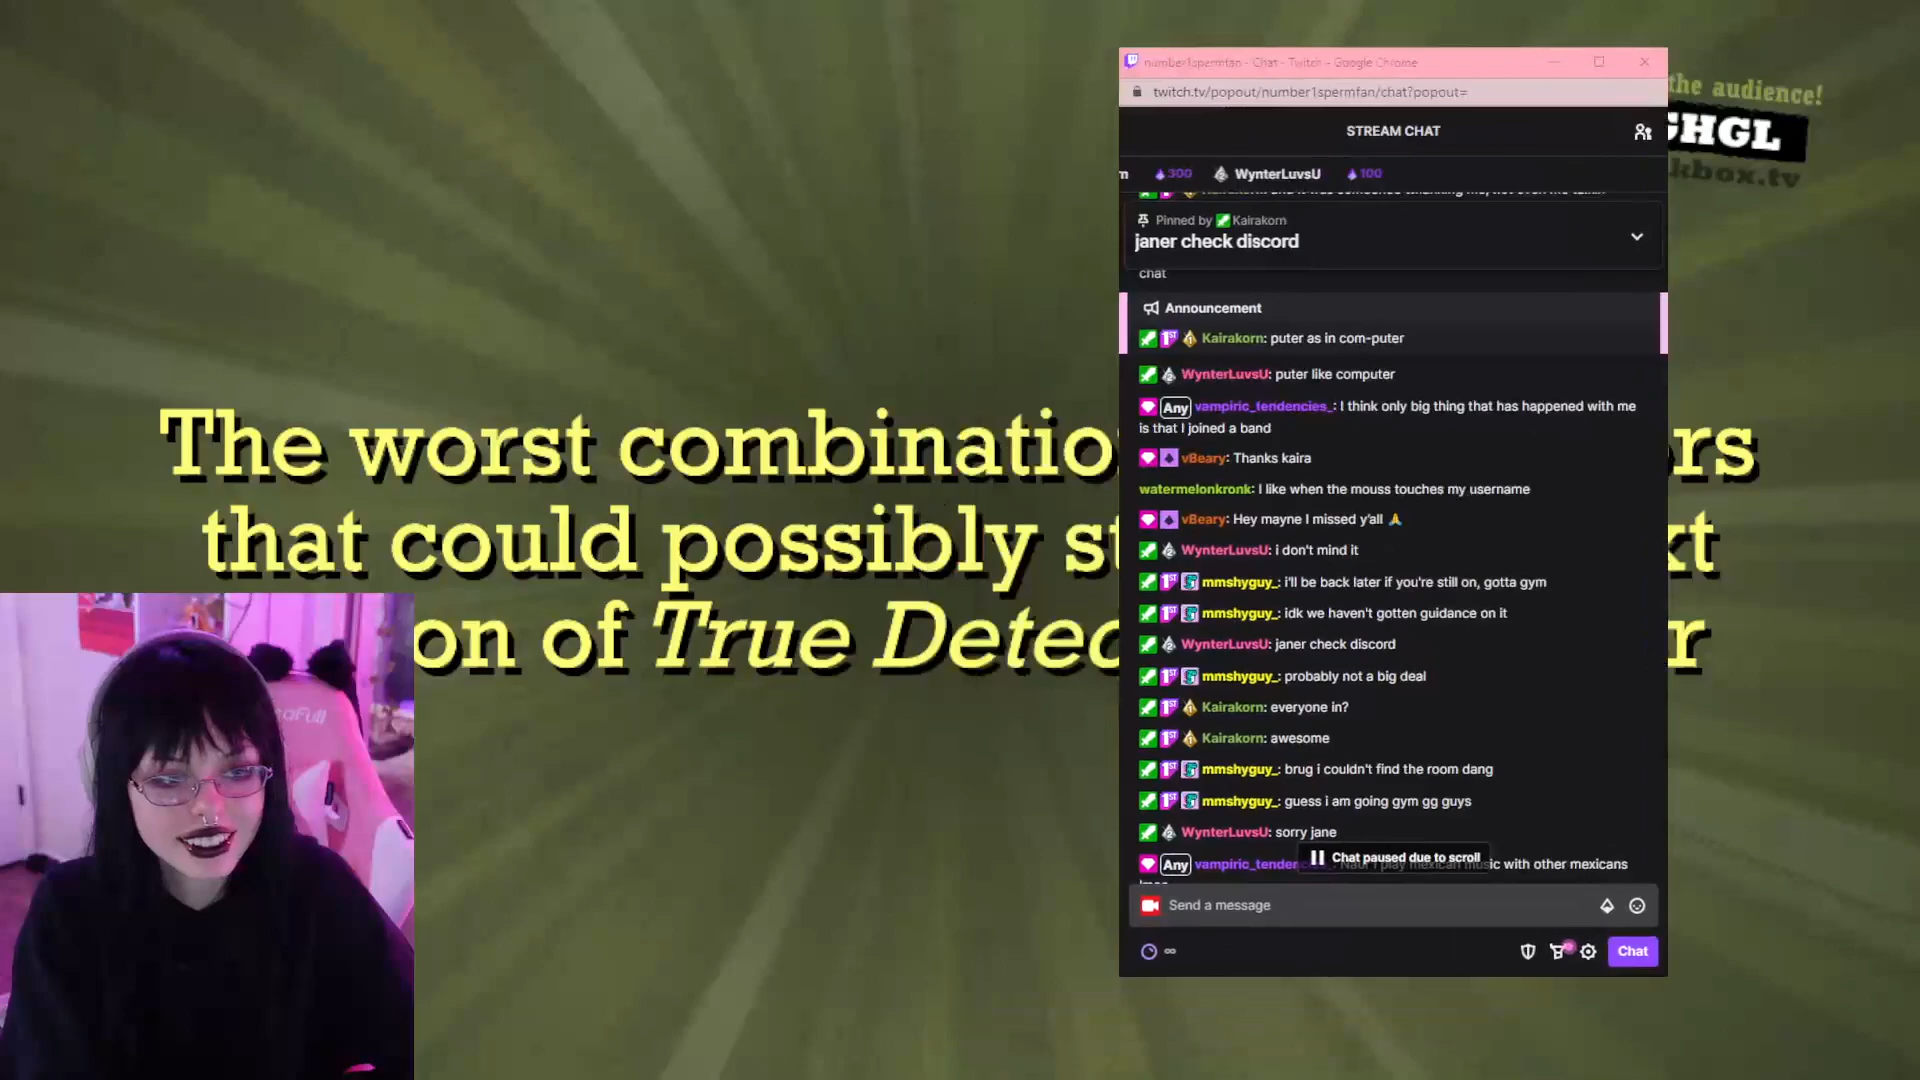 number1spermfan - Chat - Twitch - Google Chrome
twitch.tv/popout/number1spermfan/chat?popout=
the audience!
GHGL
kbox.tv
STREAM CHAT
300 WynterLuvsU 100
Pinned by Kairakorn
janer check discord
chat
Announcement
Kairakorn: puter as in com-puter
WynterLuvsU: puter like computer
Any vampiric_tendencies_: I think only big thing that has happened with me
is that I joined a band
vBeary: Thanks kaira
watermelonkronk: I like when the mouss touches my username
vBeary: Hey mayne I missed y'all 🙏
WynterLuvsU: i don't mind it
mmshyguy_: i'll be back later if you're still on, gotta gym
mmshyguy_: idk we haven't gotten guidance on it
WynterLuvsU: janer check discord
mmshyguy_: probably not a big deal
Kairakorn: everyone in?
Kairakorn: awesome
mmshyguy_: brug i couldn't find the room dang
mmshyguy_: guess i am going gym gg guys
WynterLuvsU: sorry jane
Any vampiric_tenden music with other mexicans
Chat paused due to scroll
Send a message
Chat
The worst combinatio rs
that could possibly st xt
on of True Detec r